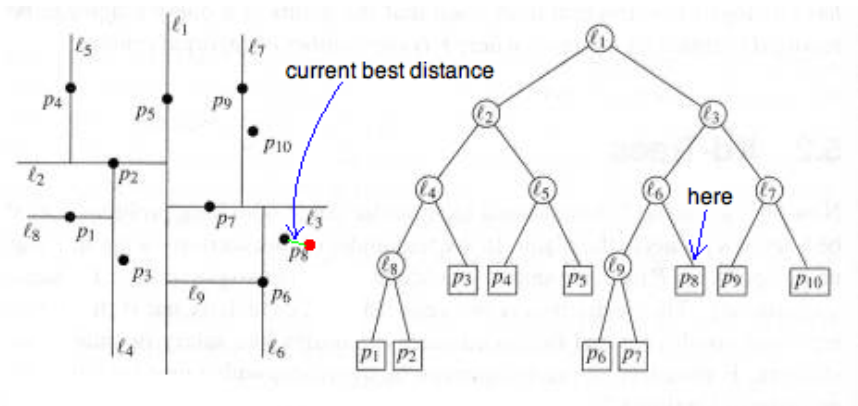 ℓ1
ℓ5
ℓ7
current best distance
p4
p5
p9
p10
ℓ2
p2
p7
ℓ3
ℓ8
p1
p8
p3
ℓ9
p6
ℓ4
ℓ6
ℓ1
ℓ2
ℓ3
ℓ4
ℓ5
ℓ6
ℓ7
here
ℓ8
p3
p4
p5
ℓ9
p8
p9
p10
p1
p2
p6
p7